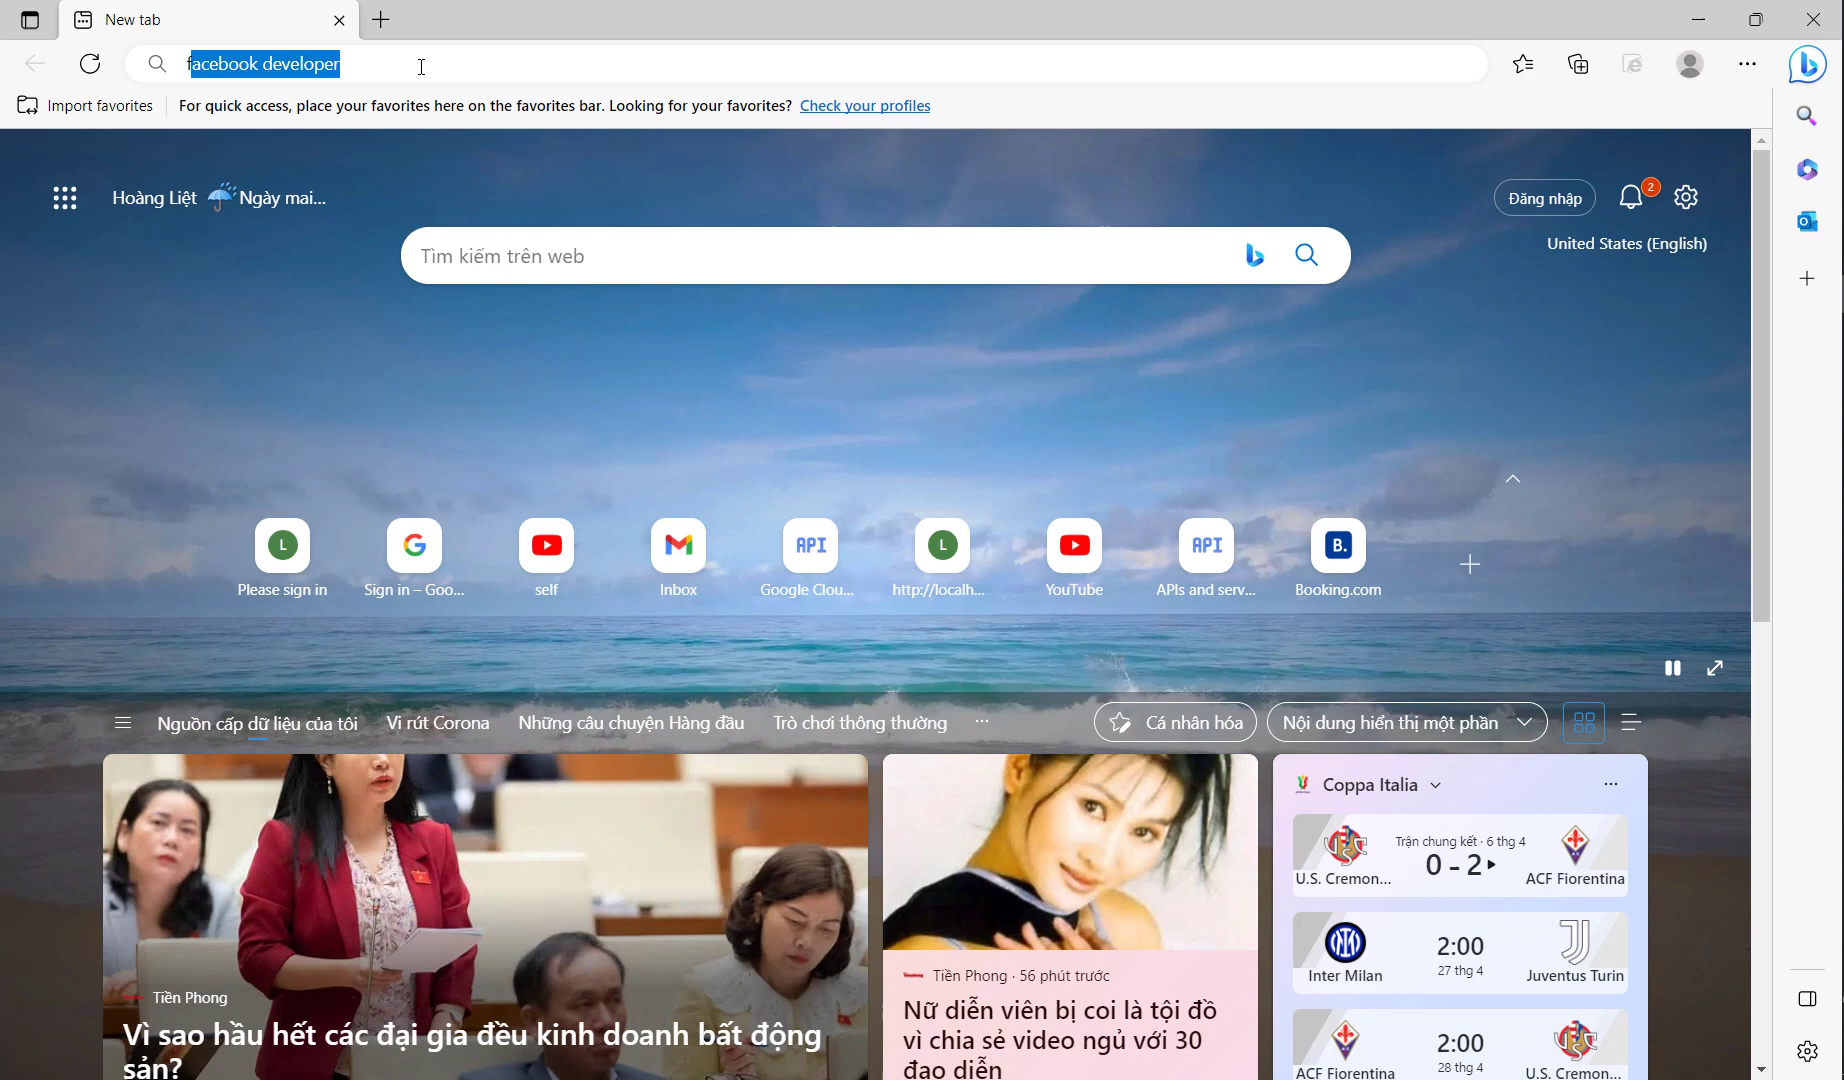 New tab
facebook developer
Import favorites
For quick access, place your favorites here on the favorites bar. Looking for your favorites? Check your profiles
Hoàng Liệt Ngày mai...
Đăng nhập
2
United States (English)
Tìm kiếm trên web
L
API
L
API
B.
Please sign in
Sign in – Goo...
self
Inbox
Google Clou...
http://localh...
YouTube
APIs and serv...
Booking.com
Nguồn cấp dữ liệu của tôi
Vi rút Corona
Những câu chuyện Hàng đầu
Trò chơi thông thường
...
Cá nhân hóa
Nội dung hiển thị một phần
Tiền Phong
Vì sao hầu hết các đại gia đều kinh doanh bất động
sản?
Tiền Phong · 56 phút trước
Nữ diễn viên bị coi là tội đồ
vì chia sẻ video ngủ với 30
đạo diễn
Coppa Italia
Trận chung kết · 6 thg 4
0 - 2
U.S. Cremon...
ACF Fiorentina
2:00
27 thg 4
Inter Milan
Juventus Turin
2:00
28 thg 4
ACF Fiorentina
U.S. Cremon...